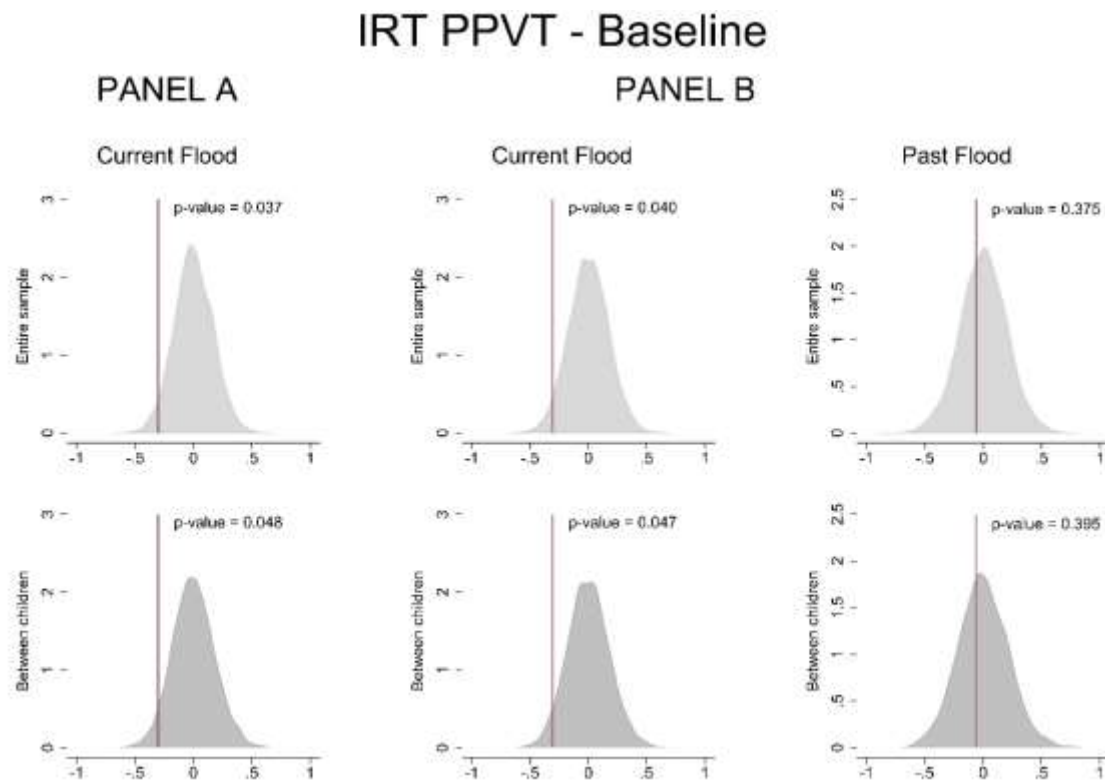 IRT PPVT - Baseline
PANEL A
PANEL B
Current Flood
Current Flood
Past Flood
Entire sample
0 1 2 3
p-value = 0.037
-1 -.5 0 .5 1
Entire sample
0 1 2 3
p-value = 0.040
-1 -.5 0 .5 1
Entire sample
0 .5 1 1.5 2 2.5
p-value = 0.375
-1 -.5 0 .5 1
Between children
0 1 2 3
p-value = 0.048
-1 -.5 0 .5 1
Between children
0 1 2 3
p-value = 0.047
-1 -.5 0 .5 1
Between children
0 .5 1 1.5 2 2.5
p-value = 0.395
-1 -.5 0 .5 1